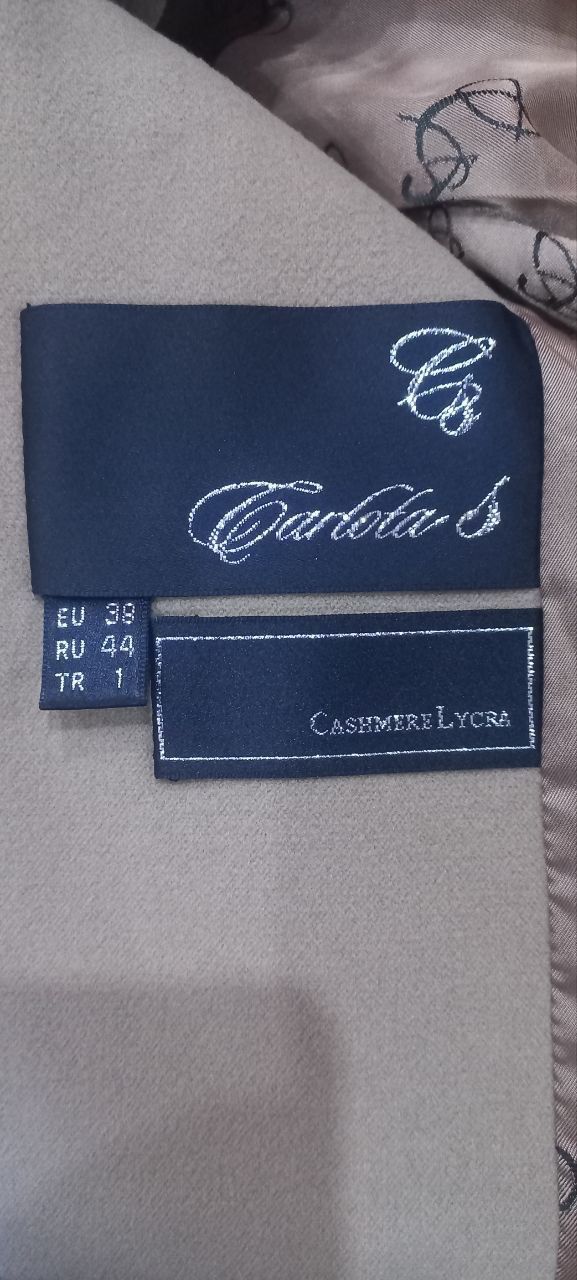 Cs
Carlota S
EU 38
RU 44
TR 1
CASHMERE LYCRA